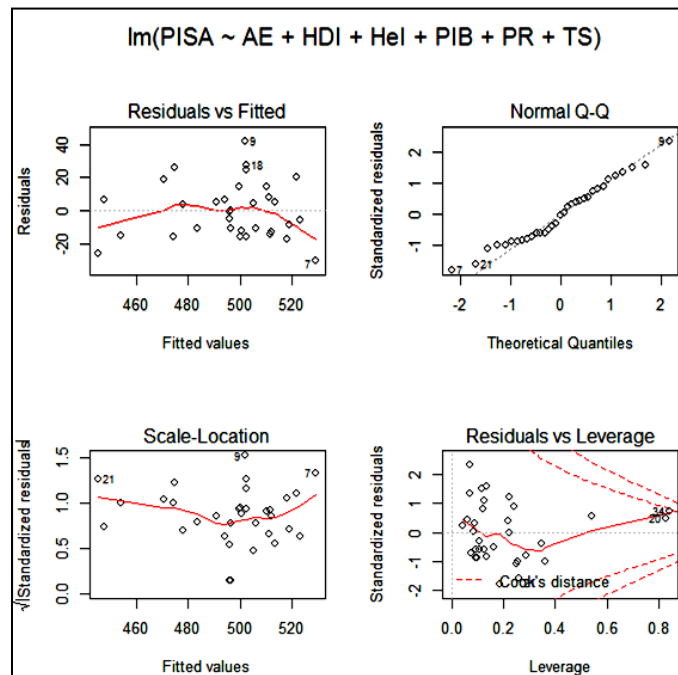 lm(PISA ~ AE + HDI + Hel + PIB + PR + TS)
Residuals vs Fitted
Residuals
40
20
0
-20
9
18
7
460 480 500 520
Fitted values
Normal Q-Q
Standardized residuals
2
1
0
-1
9
21
7
-2 -1 0 1 2
Theoretical Quantiles
Scale-Location
√|Standardized residuals|
1.5
1.0
0.5
0.0
21
9
7
460 480 500 520
Fitted values
Residuals vs Leverage
Standardized residuals
2
1
0
-1
-2
34
20
Cook's distance
0.0 0.2 0.4 0.6 0.8
Leverage